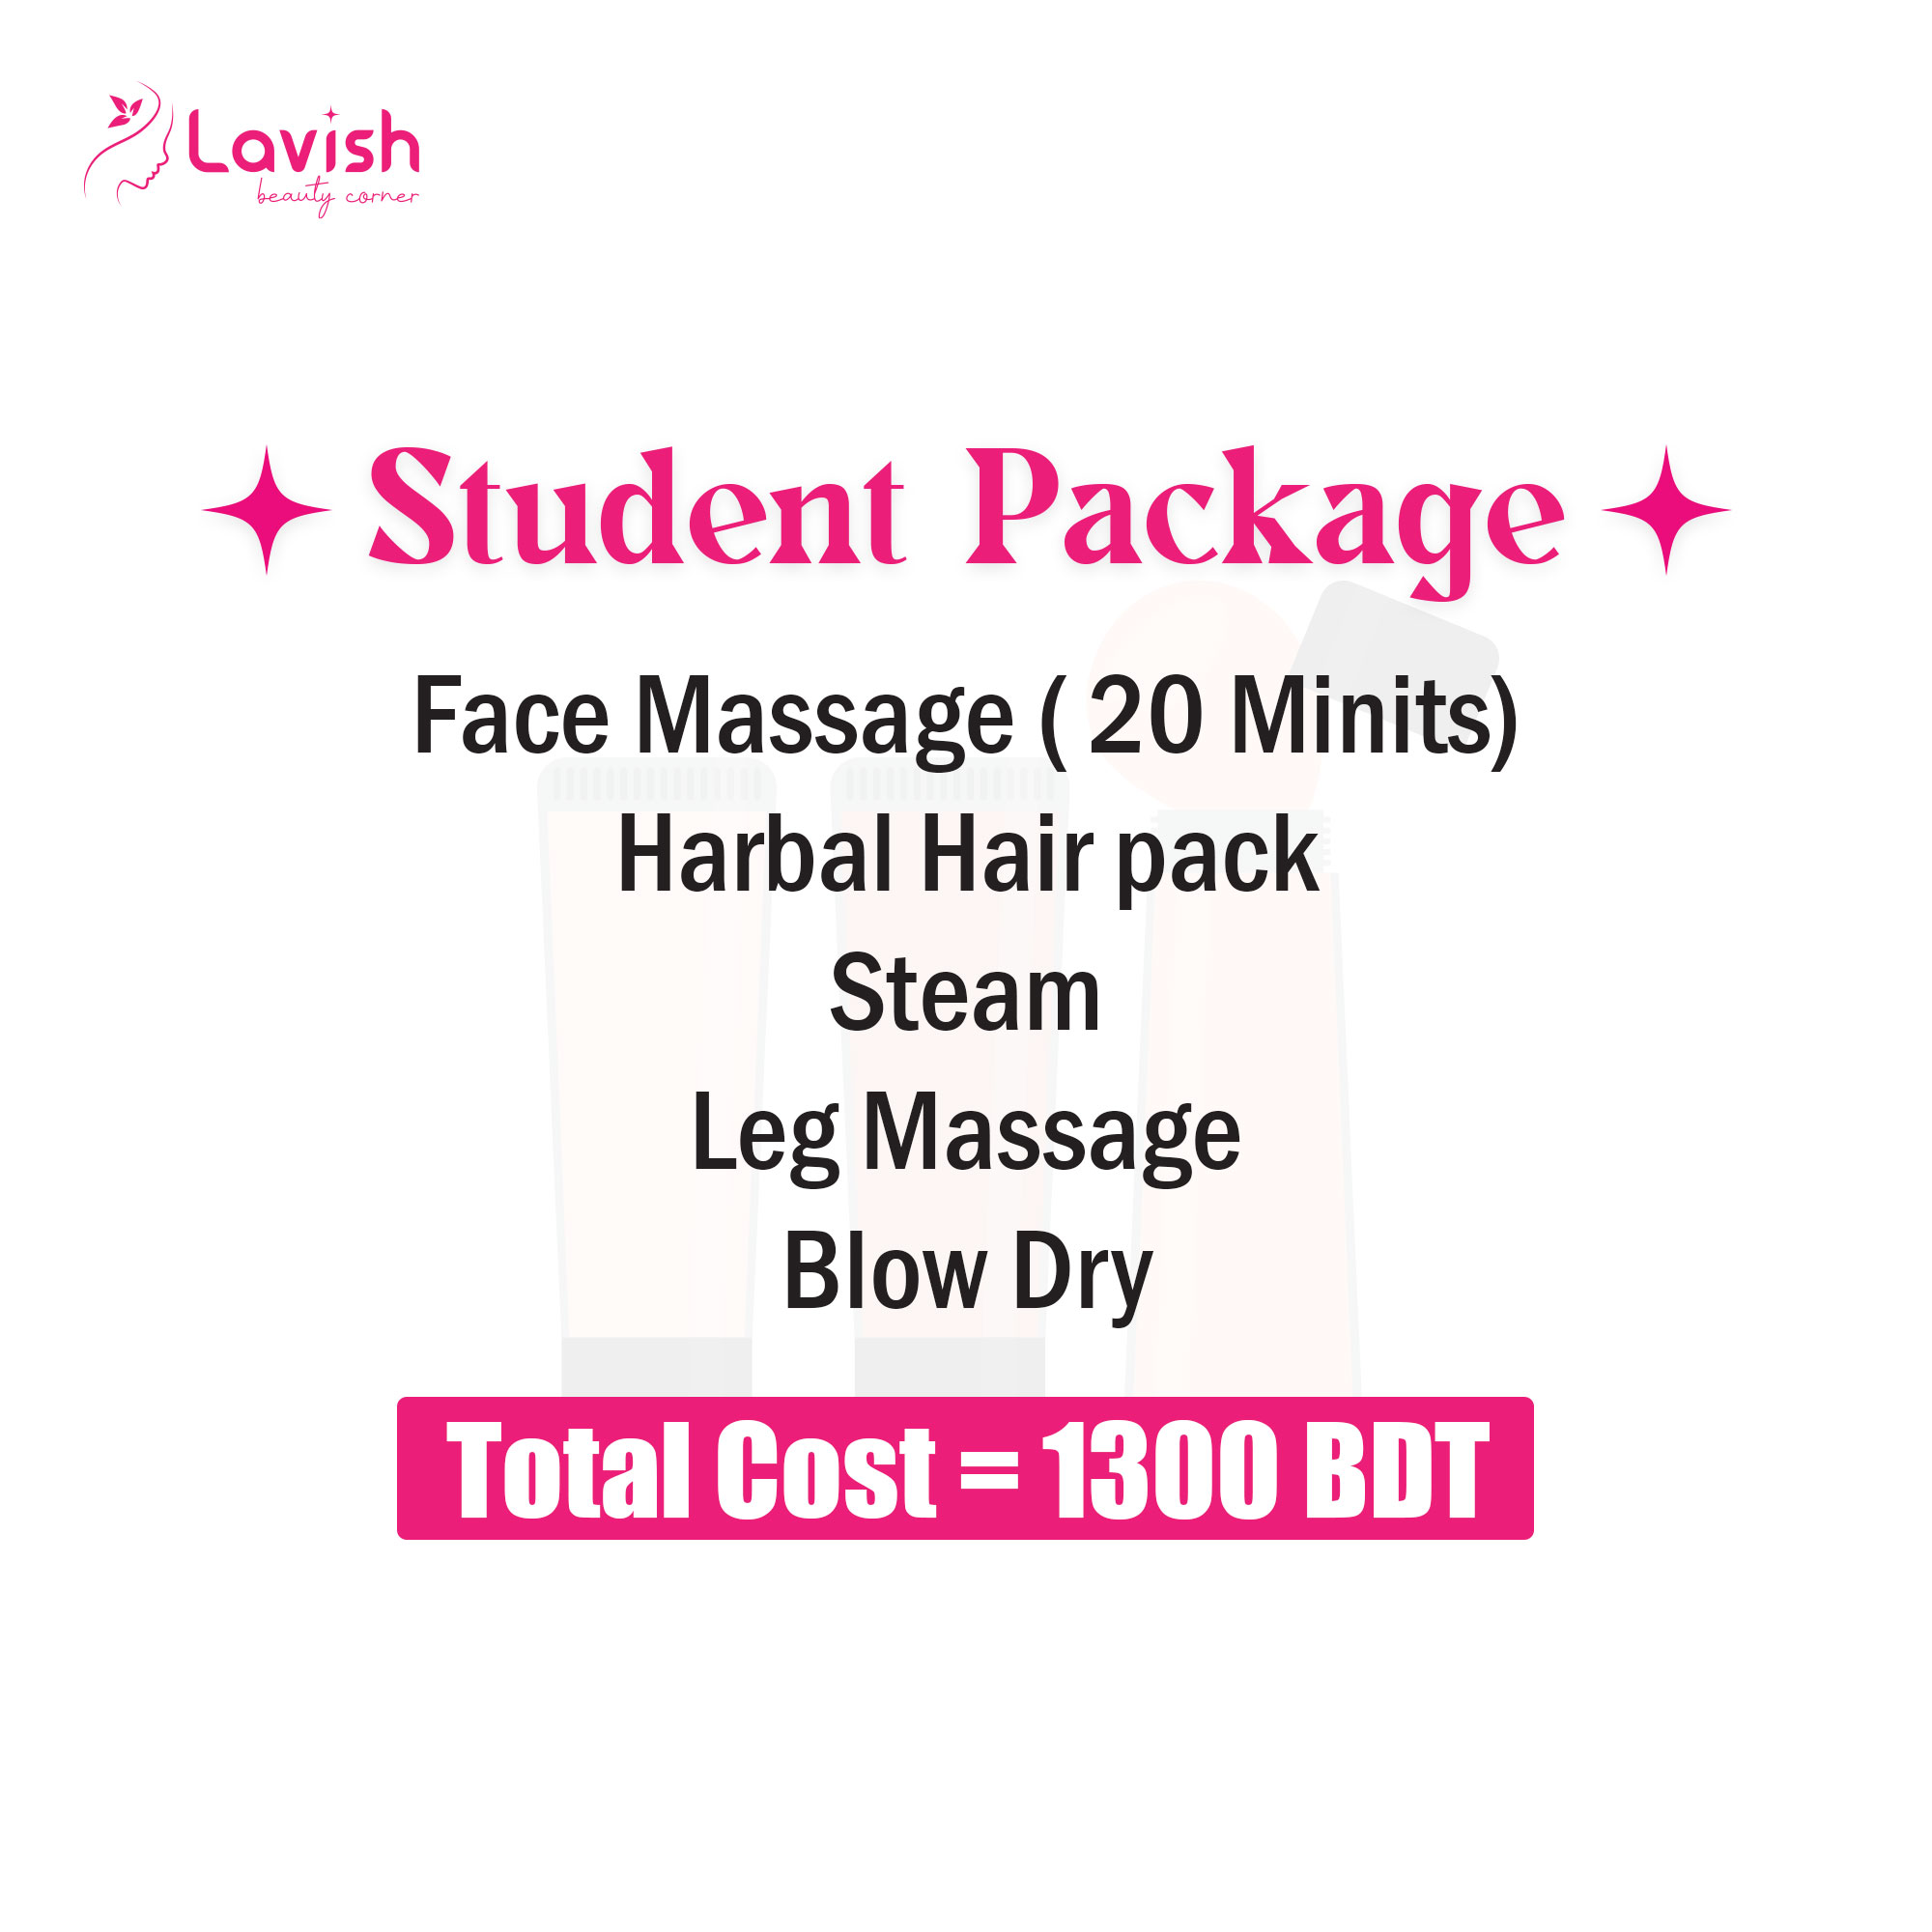 Lavish
beauty corner
Student Package
Face Massage ( 20 Minits)
Harbal Hair pack
Steam
Leg Massage
Blow Dry
Total Cost = 1300 BDT